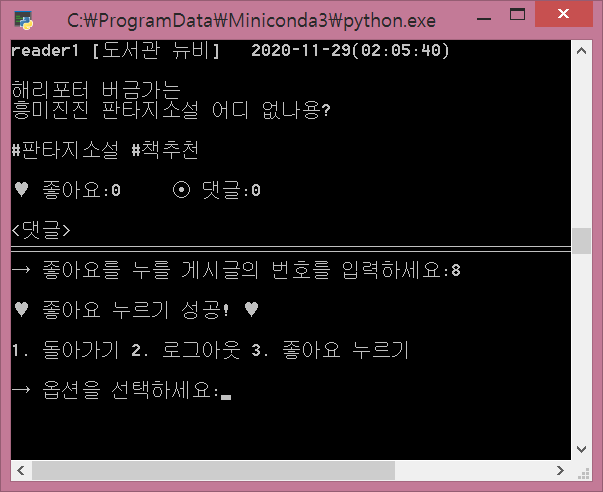 C:₩ProgramData₩Miniconda3₩python.exe
reader1 [도서관 뉴비]   2020-11-29(02:05:40)
해리포터 버금가는
흥미진진 판타지소설 어디 없나용?
#판타지소설 #책추천
♥ 좋아요:0     ⊙ 댓글:0
<댓글>
→ 좋아요를 누를 게시글의 번호를 입력하세요:8
♥ 좋아요 누르기 성공! ♥
1. 돌아가기 2. 로그아웃 3. 좋아요 누르기
→ 옵션을 선택하세요: